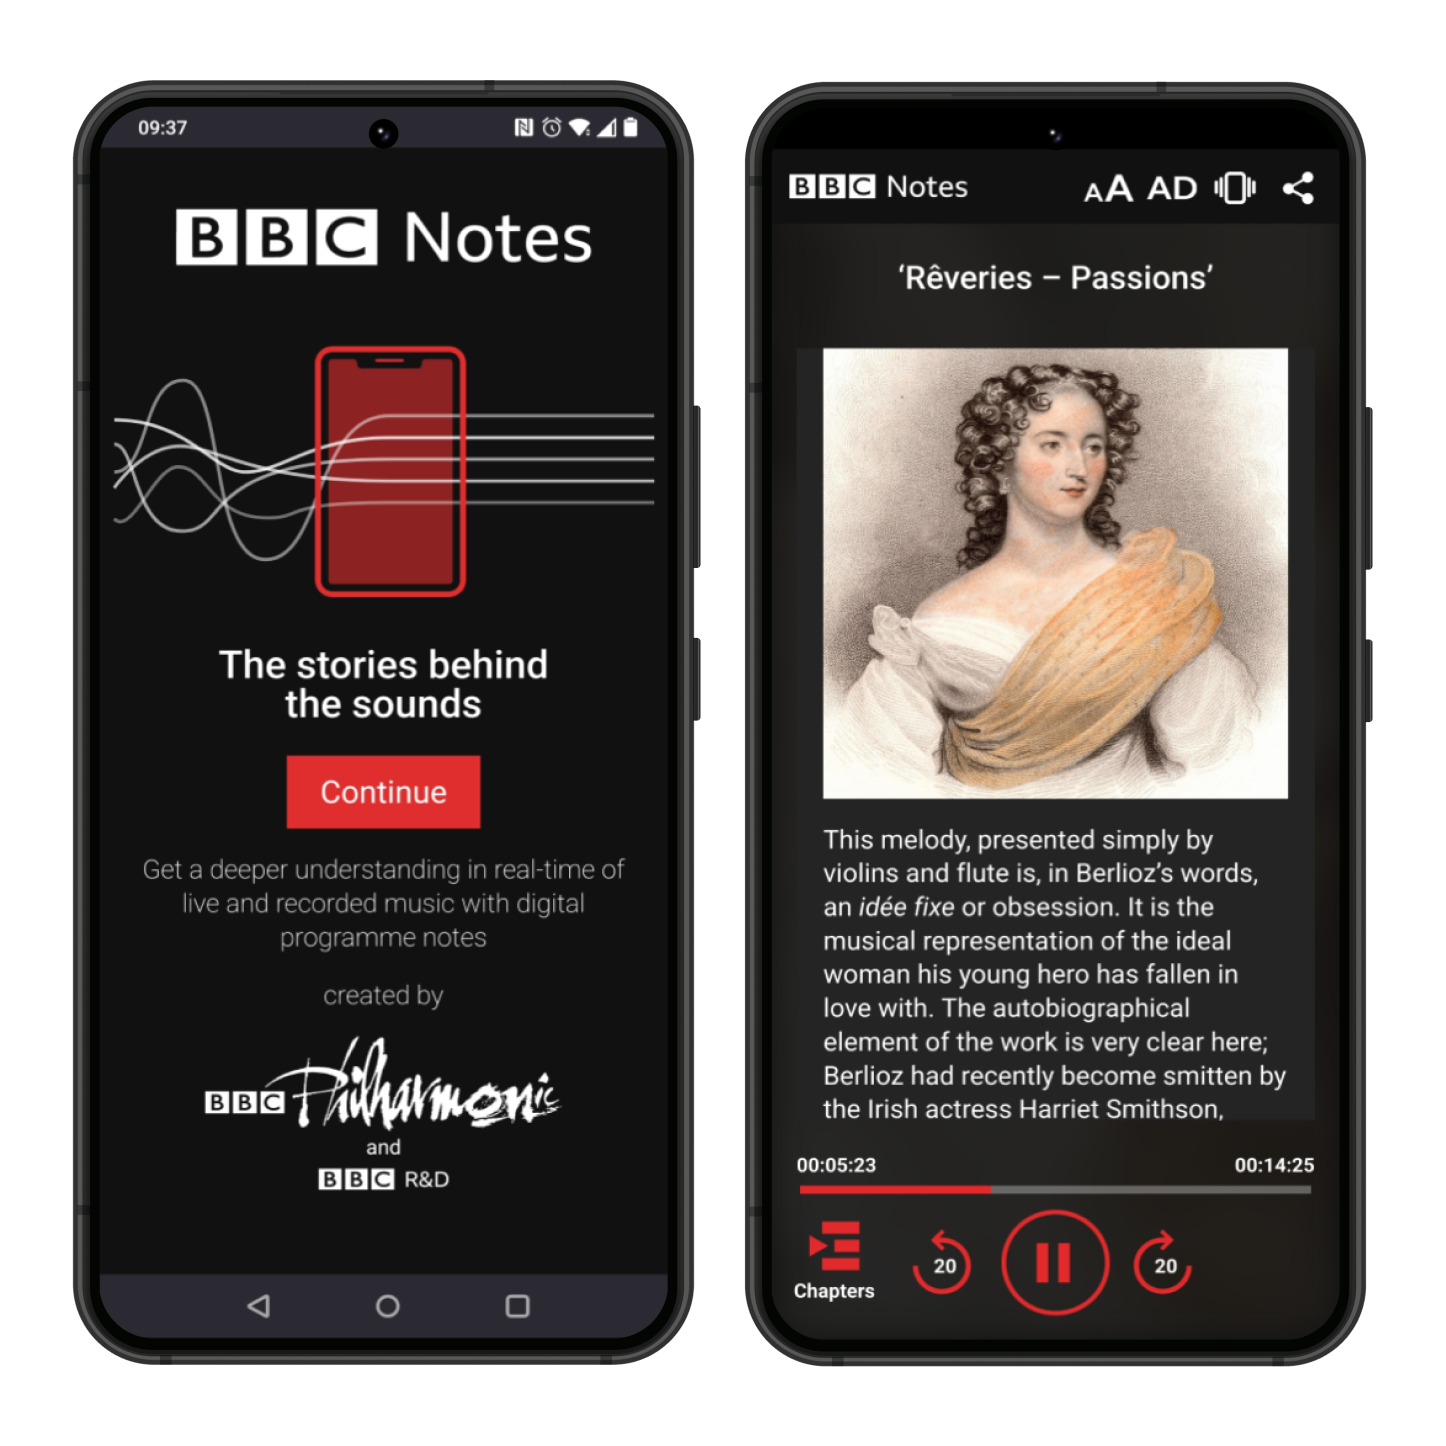 09:37
BBC Notes
The stories behind
the sounds
Continue
Get a deeper understanding in real-time of
live and recorded music with digital
programme notes
created by
BBC Philharmonic
and
BBC R&D
BBC Notes AA AD
‘Rêveries – Passions’
This melody, presented simply by
violins and flute is, in Berlioz’s words,
an idée fixe or obsession. It is the
musical representation of the ideal
woman his young hero has fallen in
love with. The autobiographical
element of the work is very clear here;
Berlioz had recently become smitten by
the Irish actress Harriet Smithson,
00:05:23 00:14:25
20 20
Chapters